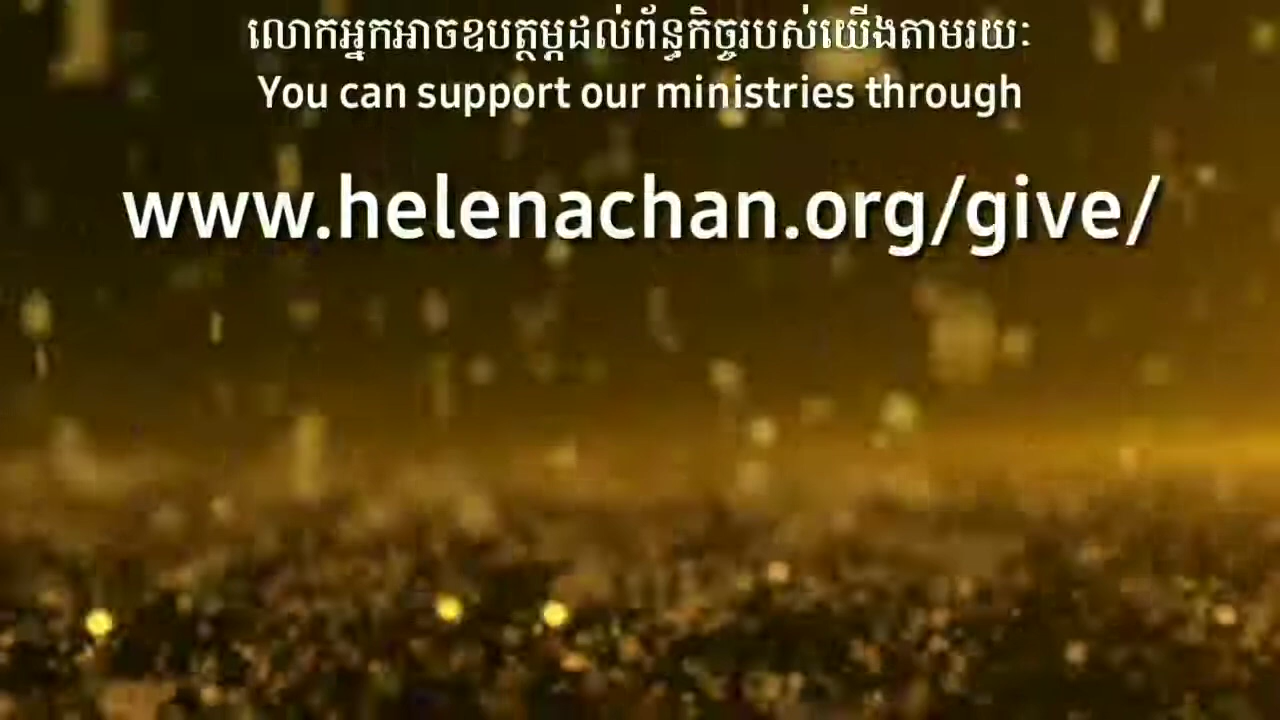 លោកអ្នកអាចឧបត្ថម្ភដល់ព័ន្ធកិច្ចរបស់យើងតាមរយៈ
You can support our ministries through
www.helenachan.org/give/